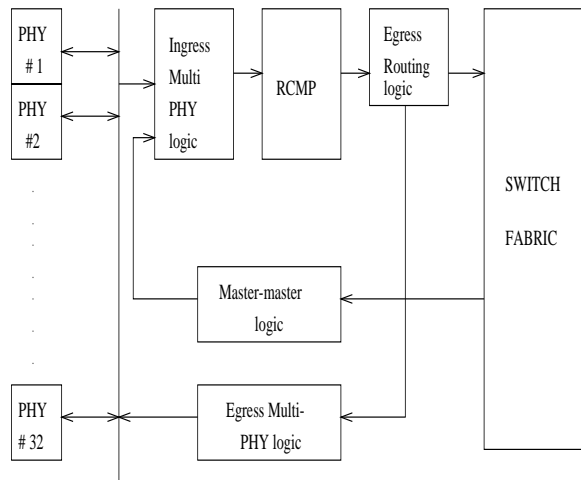 PHY
# 1
PHY
#2
PHY
# 32
Ingress
Multi
PHY
logic
RCMP
Egress
Routing
logic
SWITCH
FABRIC
Master-master
logic
Egress Multi-
PHY logic